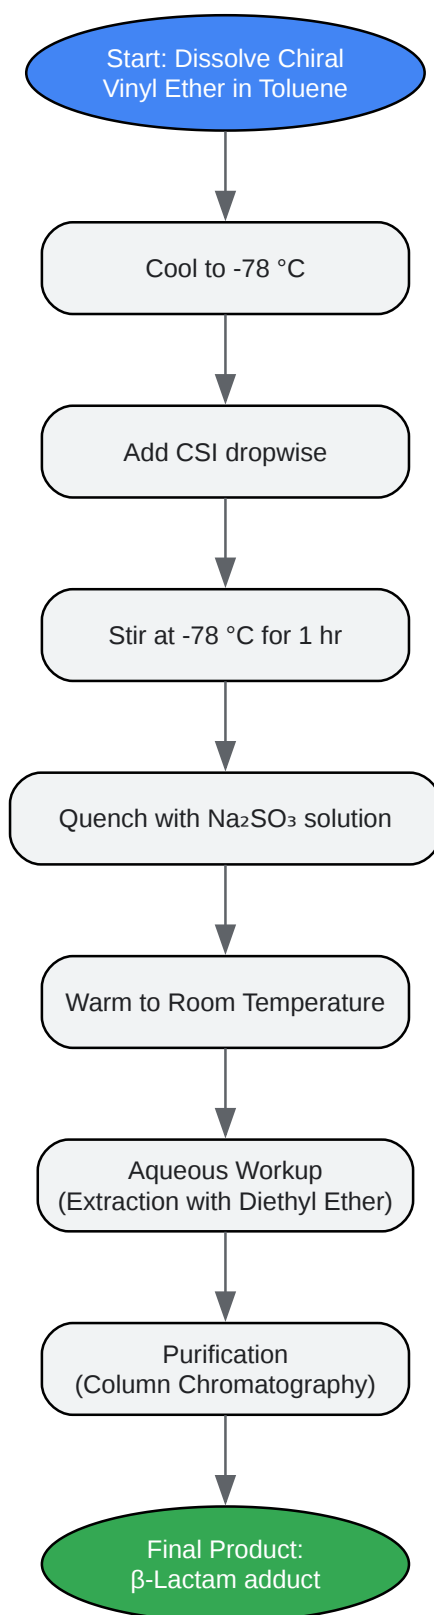 Start: Dissolve Chiral
Vinyl Ether in Toluene
Cool to -78 °C
Add CSI dropwise
Stir at -78 °C for 1 hr
Quench with Na₂SO₃ solution
Warm to Room Temperature
Aqueous Workup
(Extraction with Diethyl Ether)
Purification
(Column Chromatography)
Final Product:
β-Lactam adduct